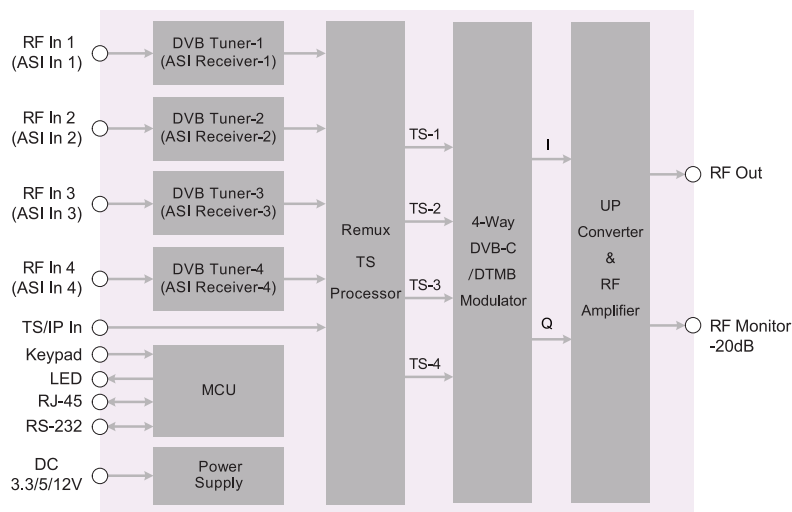 RF In 1
(ASI In 1)
DVB Tuner-1
(ASI Receiver-1)
RF In 2
(ASI In 2)
DVB Tuner-2
(ASI Receiver-2)
RF In 3
(ASI In 3)
DVB Tuner-3
(ASI Receiver-3)
RF In 4
(ASI In 4)
DVB Tuner-4
(ASI Receiver-4)
TS/IP In
Keypad
LED
RJ-45
RS-232
MCU
DC
3.3/5/12V
Power
Supply
Remux
TS
Processor
TS-1
TS-2
TS-3
TS-4
4-Way
DVB-C
/DTMB
Modulator
I
Q
UP
Converter
&
RF
Amplifier
RF Out
RF Monitor
-20dB